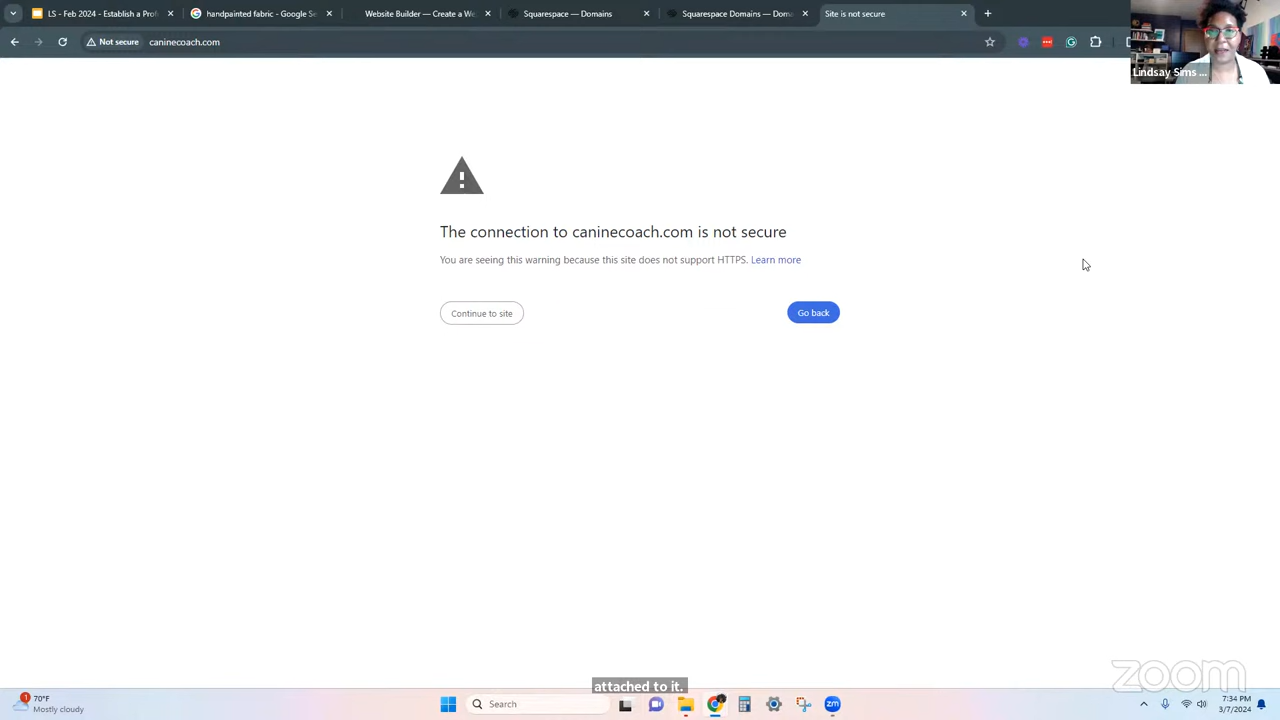 LS - Feb 2024 - Establish a Pro
handpainted fabric - Google Se
Website Builder — Create a We
Squarespace — Domains
Squarespace Domains — Dom
Site is not secure
Not secure
caninecoach.com
Lindsay Sims ...
The connection to caninecoach.com is not secure
You are seeing this warning because this site does not support HTTPS. Learn more
Continue to site
Go back
zoom
attached to it.
1
70°F
Mostly cloudy
Search
zm
7:34 PM
3/7/2024